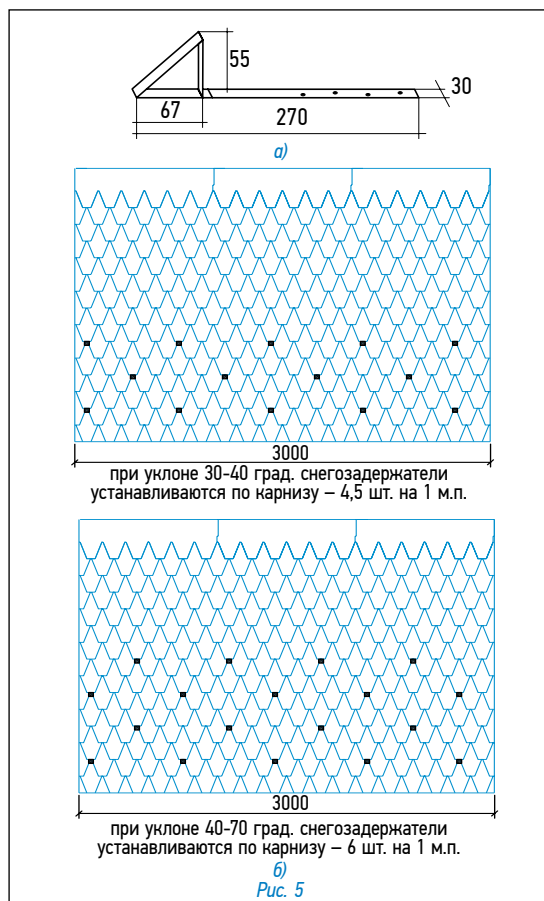 55
30
67
270
а)
3000
при уклоне 30-40 град. снегозадержатели
устанавливаются по карнизу – 4,5 шт. на 1 м.п.
3000
при уклоне 40-70 град. снегозадержатели
устанавливаются по карнизу – 6 шт. на 1 м.п.
б)
Рис. 5